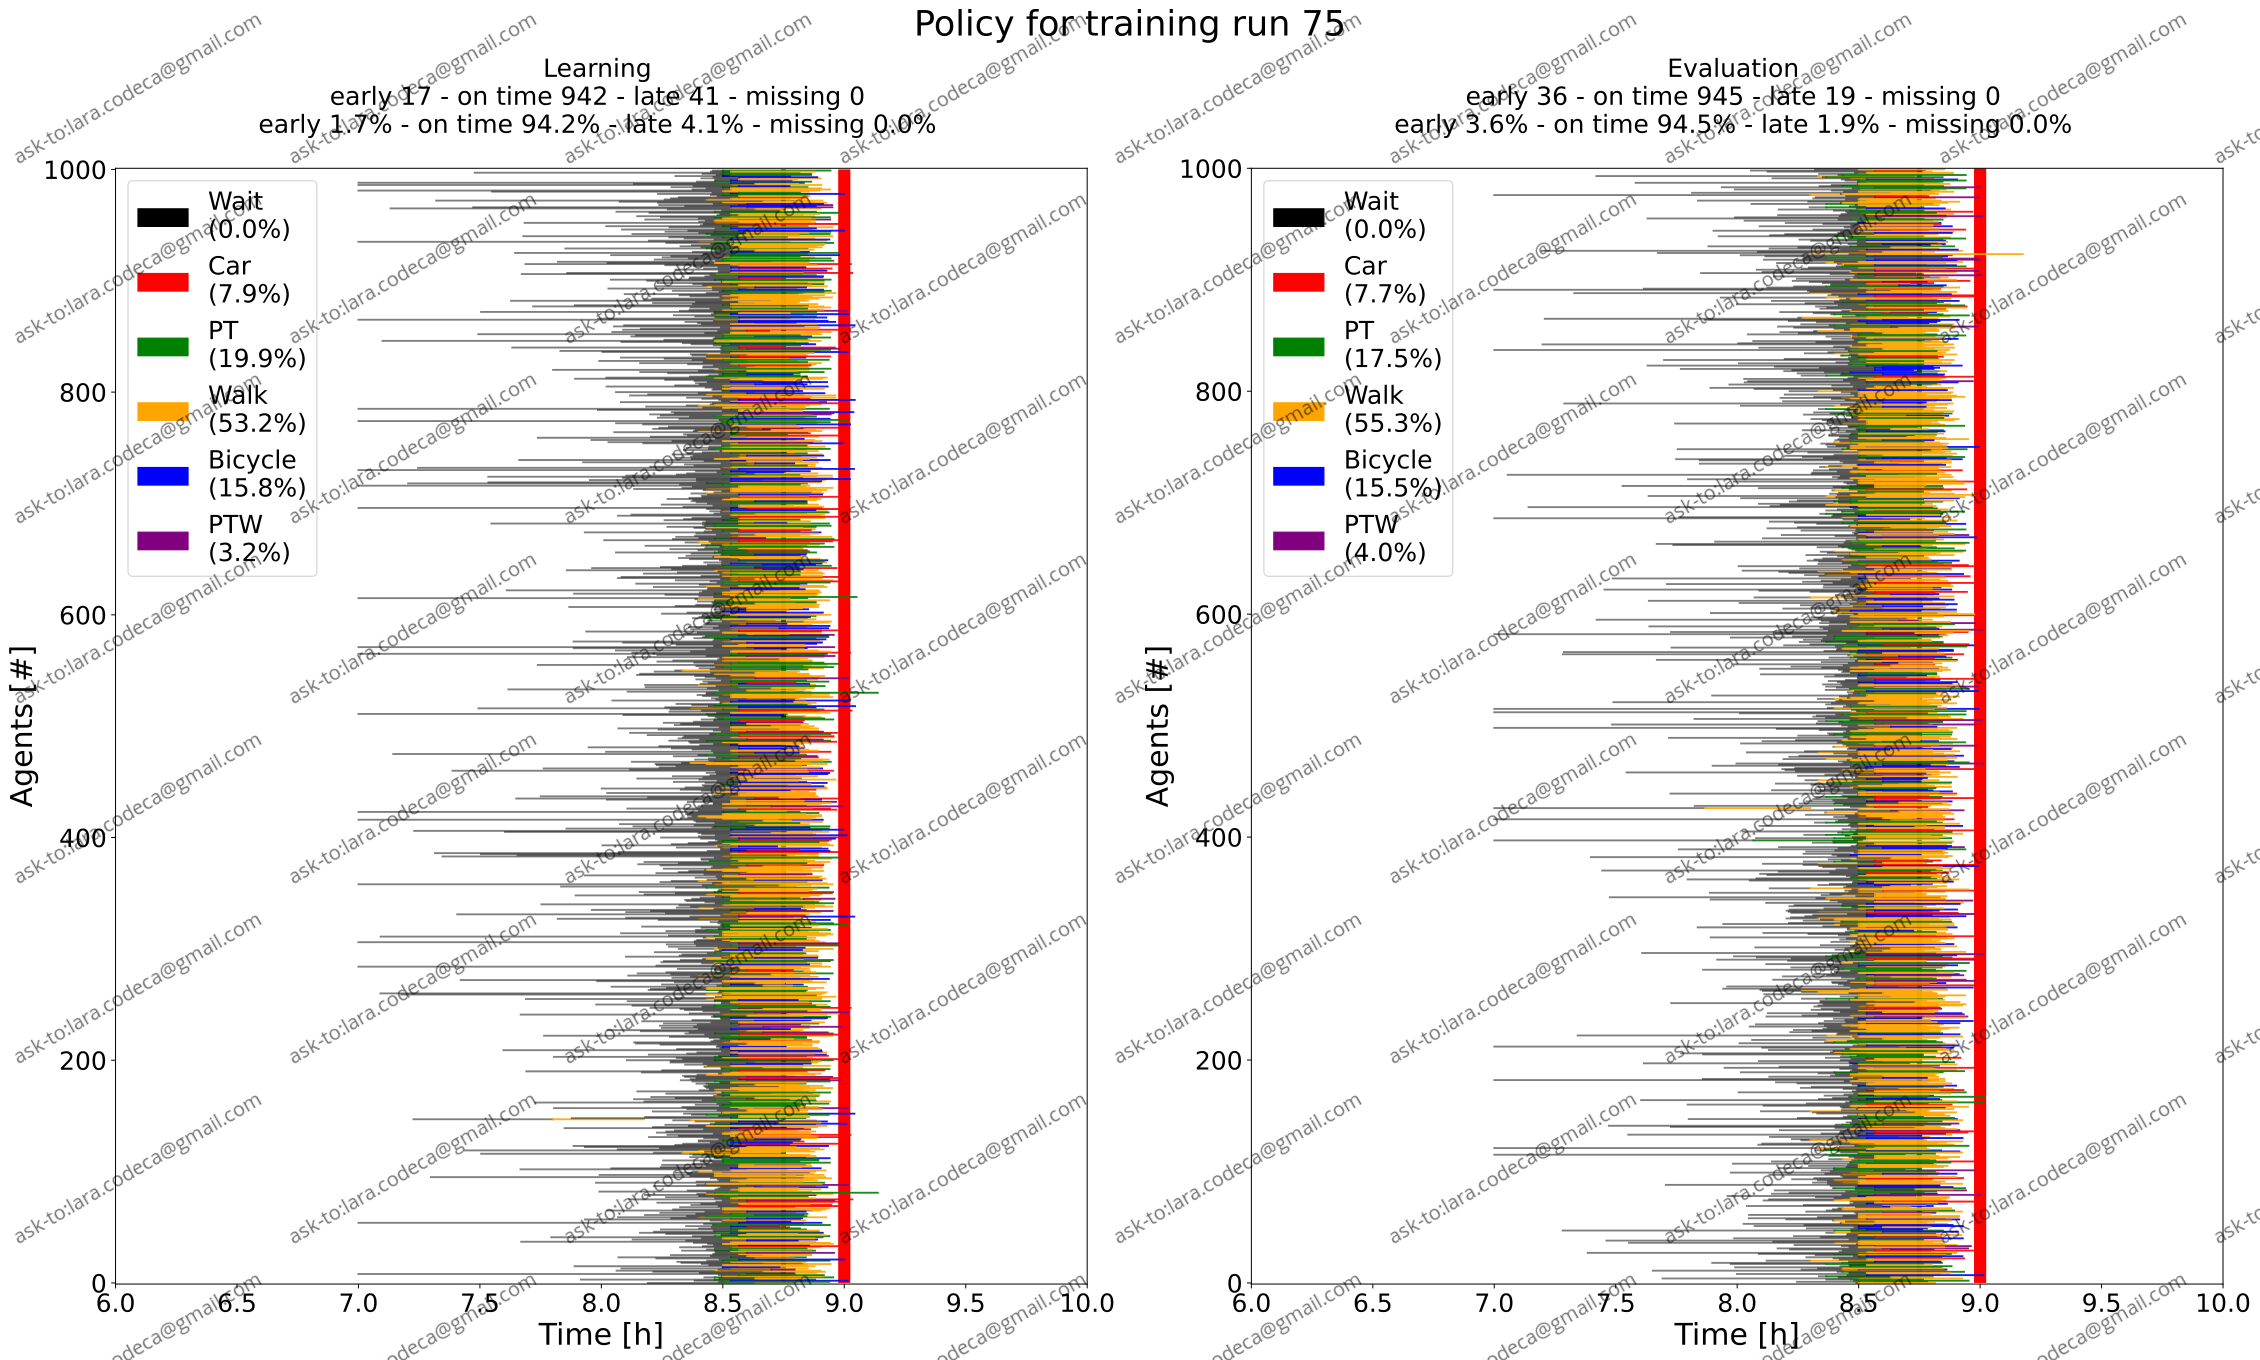 Policy for training run 75
Learning
early 17 - on time 942 - late 41 - missing 0
early 1.7% - on time 94.2% - late 4.1% - missing 0.0%
1000
800
600
400
200
0
Agents [#]
Wait
(0.0%)
Car
(7.9%)
PT
(19.9%)
Walk
(53.2%)
Bicycle
(15.8%)
PTW
(3.2%)
6.0 6.5 7.0 7.5 8.0 8.5 9.0 9.5 10.0
Time [h]
Evaluation
early 36 - on time 945 - late 19 - missing 0
early 3.6% - on time 94.5% - late 1.9% - missing 0.0%
1000
800
600
400
200
0
Agents [#]
Wait
(0.0%)
Car
(7.7%)
PT
(17.5%)
Walk
(55.3%)
Bicycle
(15.5%)
PTW
(4.0%)
6.0 6.5 7.0 7.5 8.0 8.5 9.0 9.5 10.0
Time [h]
ask-to:lara.codeca@gmail.com